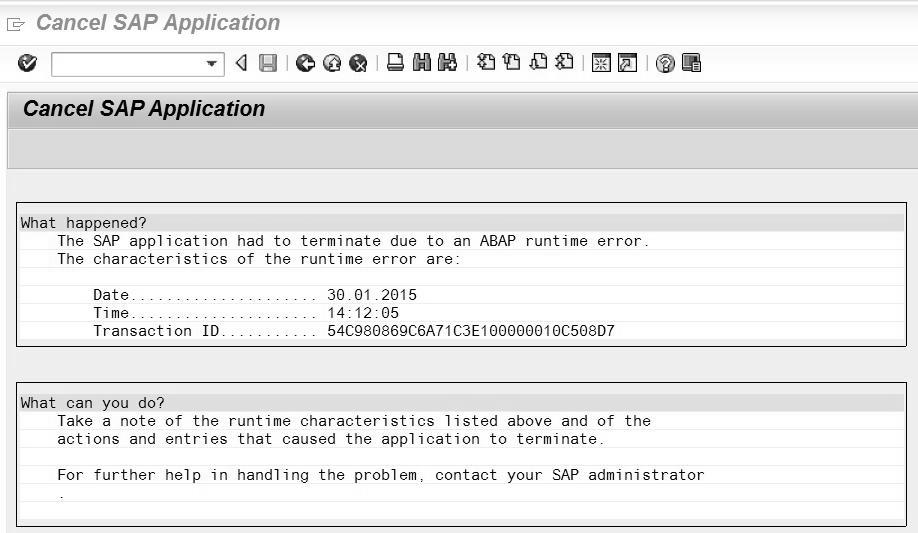 Cancel SAP Application
Cancel SAP Application
What happened?
The SAP application had to terminate due to an ABAP runtime error.
The characteristics of the runtime error are:
Date..................... 30.01.2015
Time..................... 14:12:05
Transaction ID........... 54C980869C6A71C3E100000010C508D7
What can you do?
Take a note of the runtime characteristics listed above and of the
actions and entries that caused the application to terminate.
For further help in handling the problem, contact your SAP administrator
.